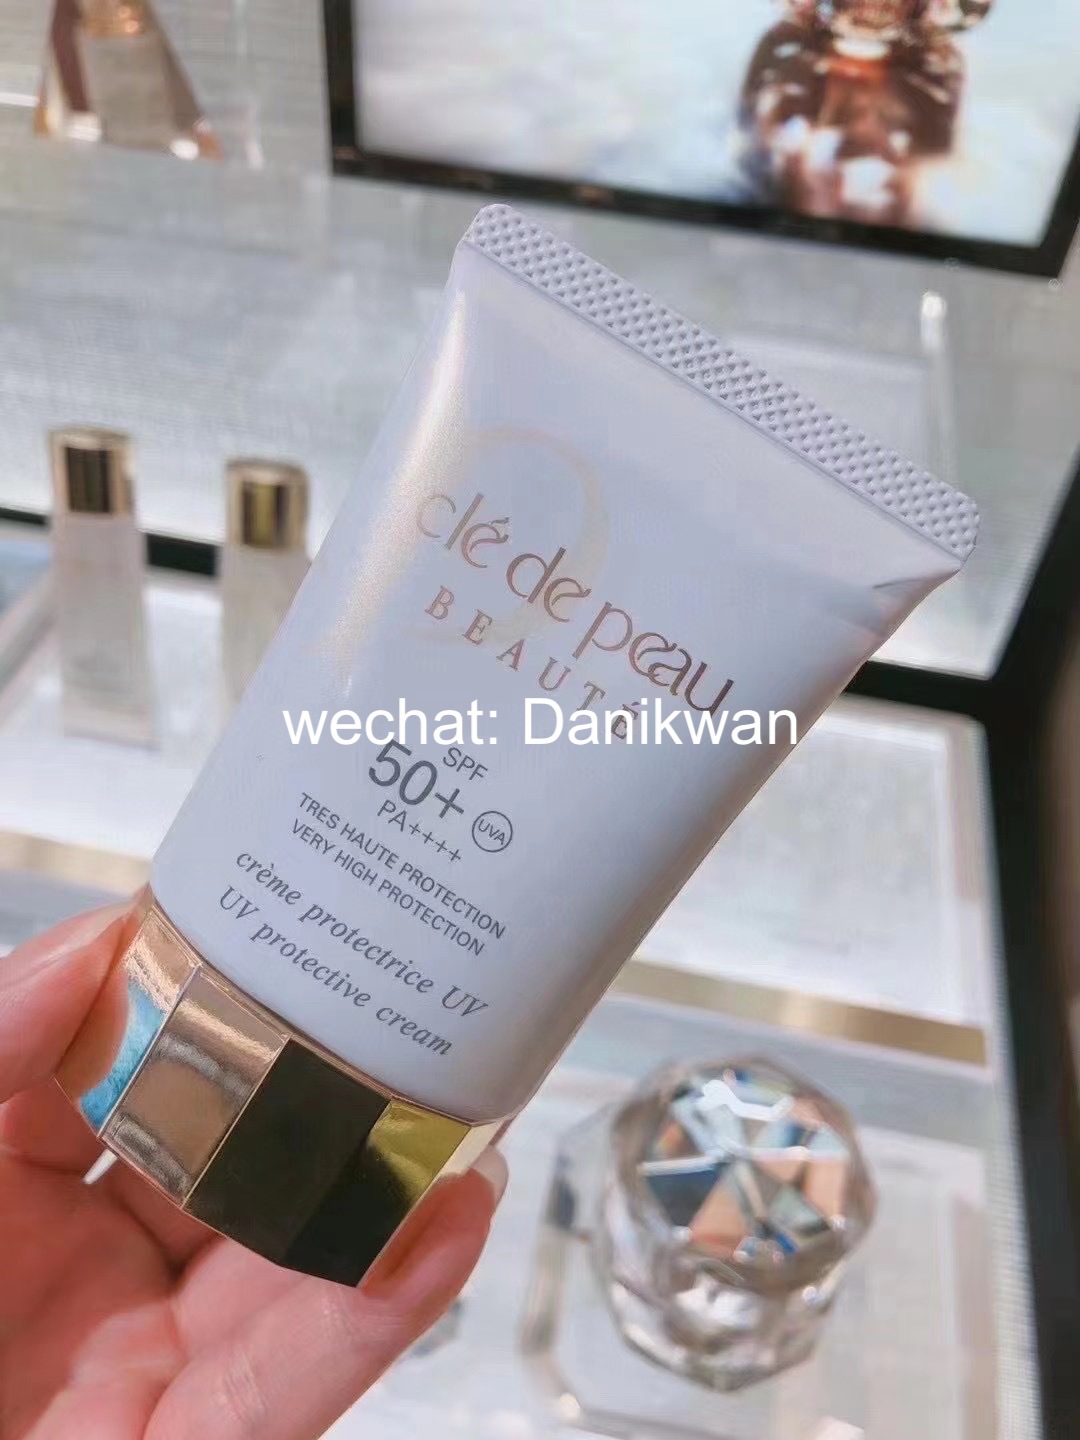 clé de peau
BEAUTÉ
wechat: Danikwan
SPF
50+
PA++++
UVA
TRES HAUTE PROTECTION
VERY HIGH PROTECTION
crème protectrice UV
UV protective cream